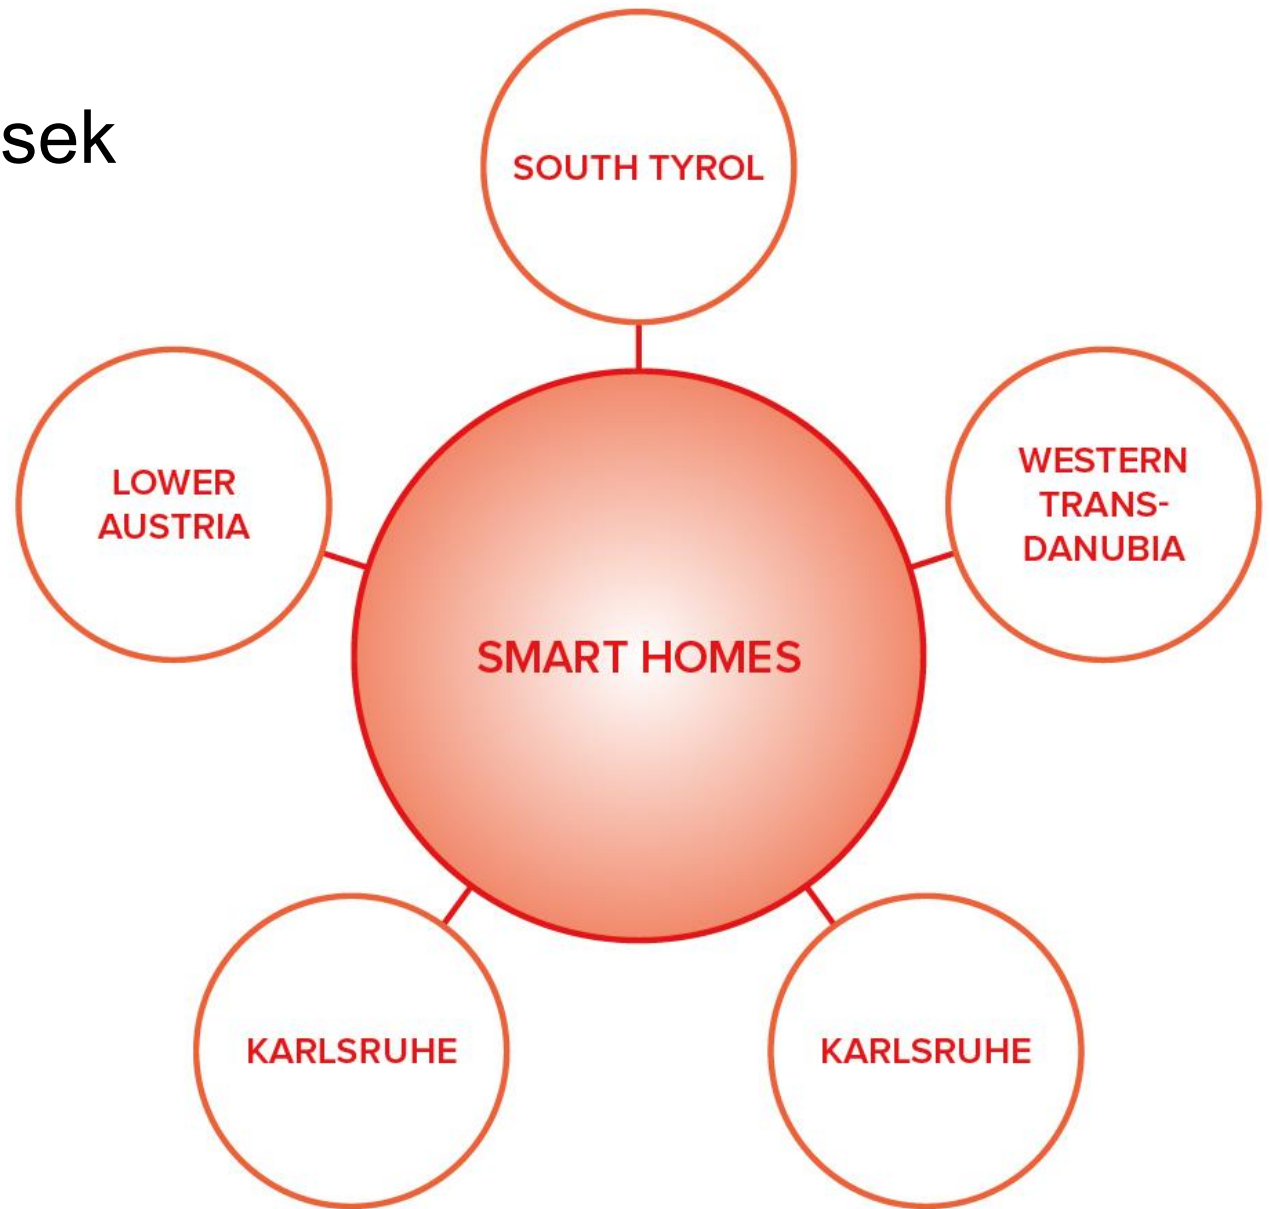 sek
SOUTH TYROL
LOWER
AUSTRIA
WESTERN
TRANS-
DANUBIA
SMART HOMES
KARLSRUHE
KARLSRUHE